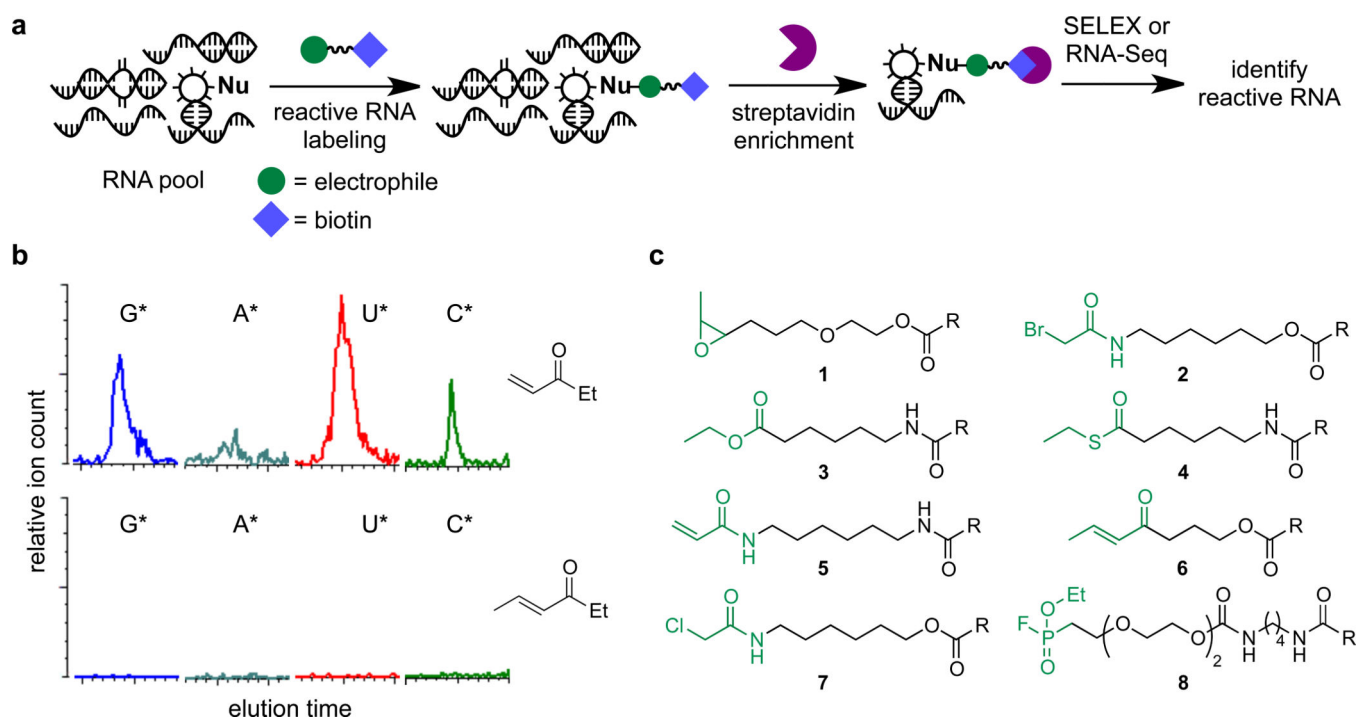 a
Nu
reactive RNA
labeling
Nu
streptavidin
enrichment
Nu
SELEX or
RNA-Seq
identify
reactive RNA
RNA pool
= electrophile
= biotin
b
relative ion count
G* A* U* C*
O
Et
G* A* U* C*
O
Et
elution time
c
O O O R O
1
Br O N H O R O
2
O O H N R O
3
O S H N R O
4
O N H H N R O
5
O O R O
6
Cl O N H O R O
7
O Et F P O ( O O ) 2 O N H ( ) 4 H N O R
8